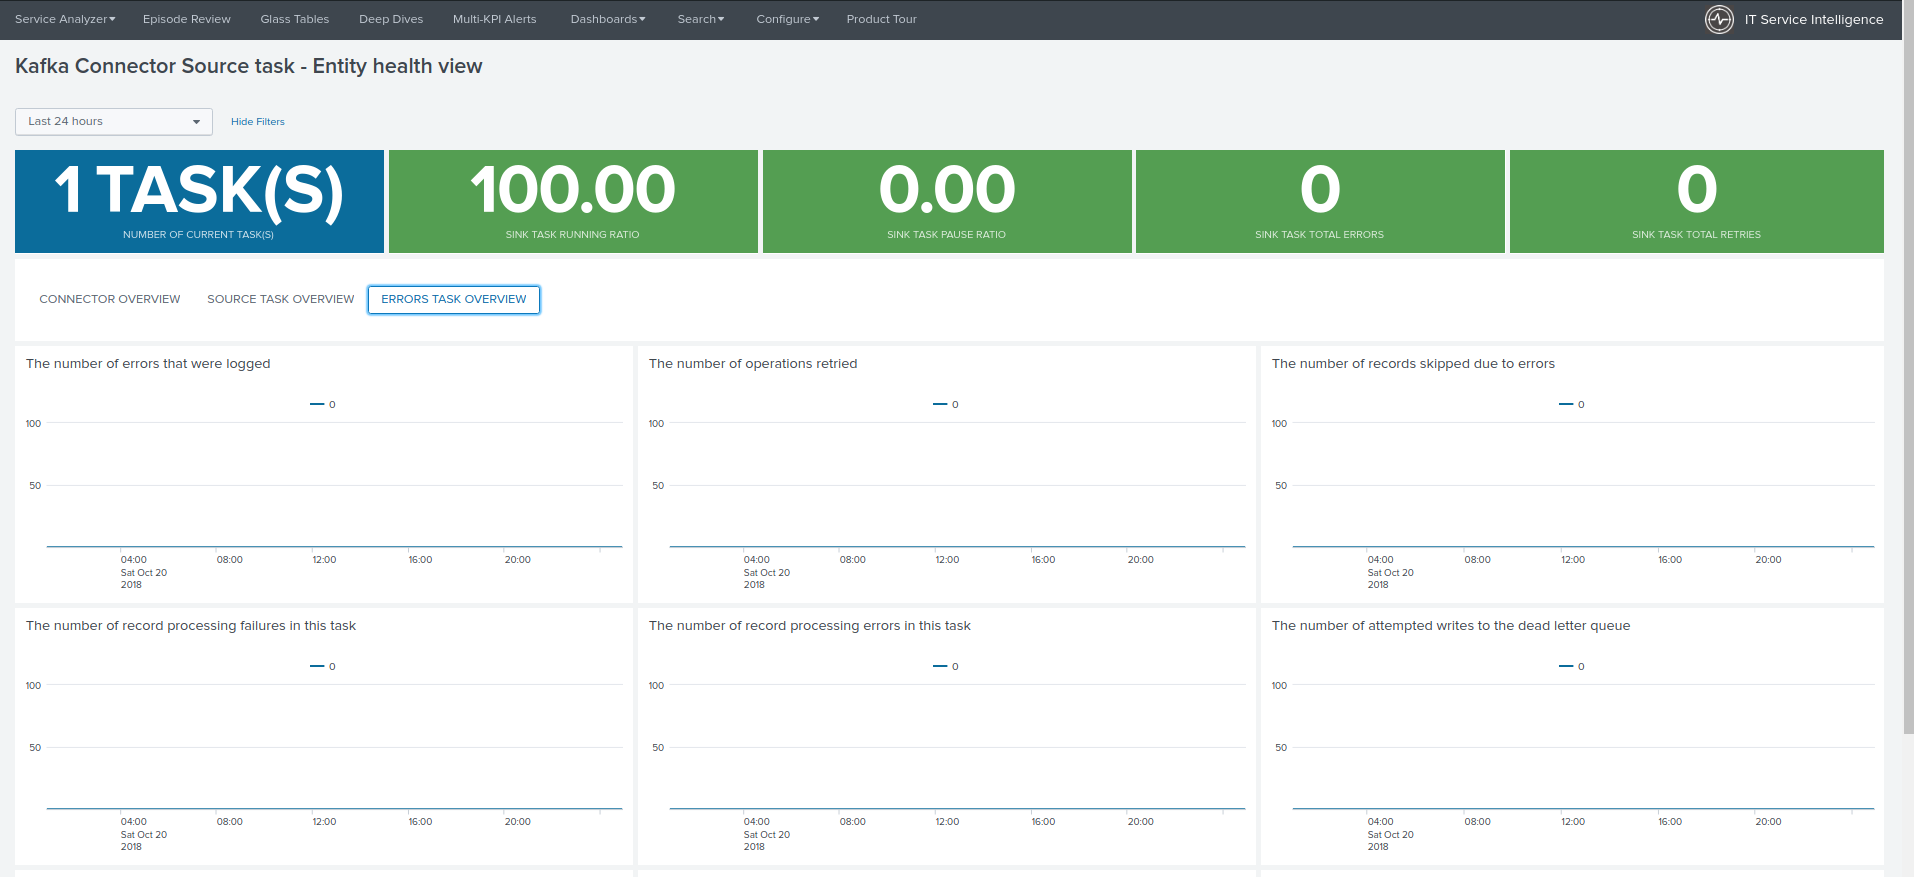 Service Analyzer Episode Review Glass Tables Deep Dives Multi-KPI Alerts Dashboards Search Configure Product Tour IT Service Intelligence
Kafka Connector Source task - Entity health view
Last 24 hours Hide Filters
1 TASK(S) 100.00 0.00 0 0
NUMBER OF CURRENT TASK(S) SINK TASK RUNNING RATIO SINK TASK PAUSE RATIO SINK TASK TOTAL ERRORS SINK TASK TOTAL RETRIES
CONNECTOR OVERVIEW SOURCE TASK OVERVIEW ERRORS TASK OVERVIEW
The number of errors that were logged
0
100
50
04:00 08:00 12:00 16:00 20:00
Sat Oct 20
2018
The number of operations retried
0
100
50
04:00 08:00 12:00 16:00 20:00
Sat Oct 20
2018
The number of records skipped due to errors
0
100
50
04:00 08:00 12:00 16:00 20:00
Sat Oct 20
2018
The number of record processing failures in this task
0
100
50
04:00 08:00 12:00 16:00 20:00
Sat Oct 20
2018
The number of record processing errors in this task
0
100
50
04:00 08:00 12:00 16:00 20:00
Sat Oct 20
2018
The number of attempted writes to the dead letter queue
0
100
50
04:00 08:00 12:00 16:00 20:00
Sat Oct 20
2018